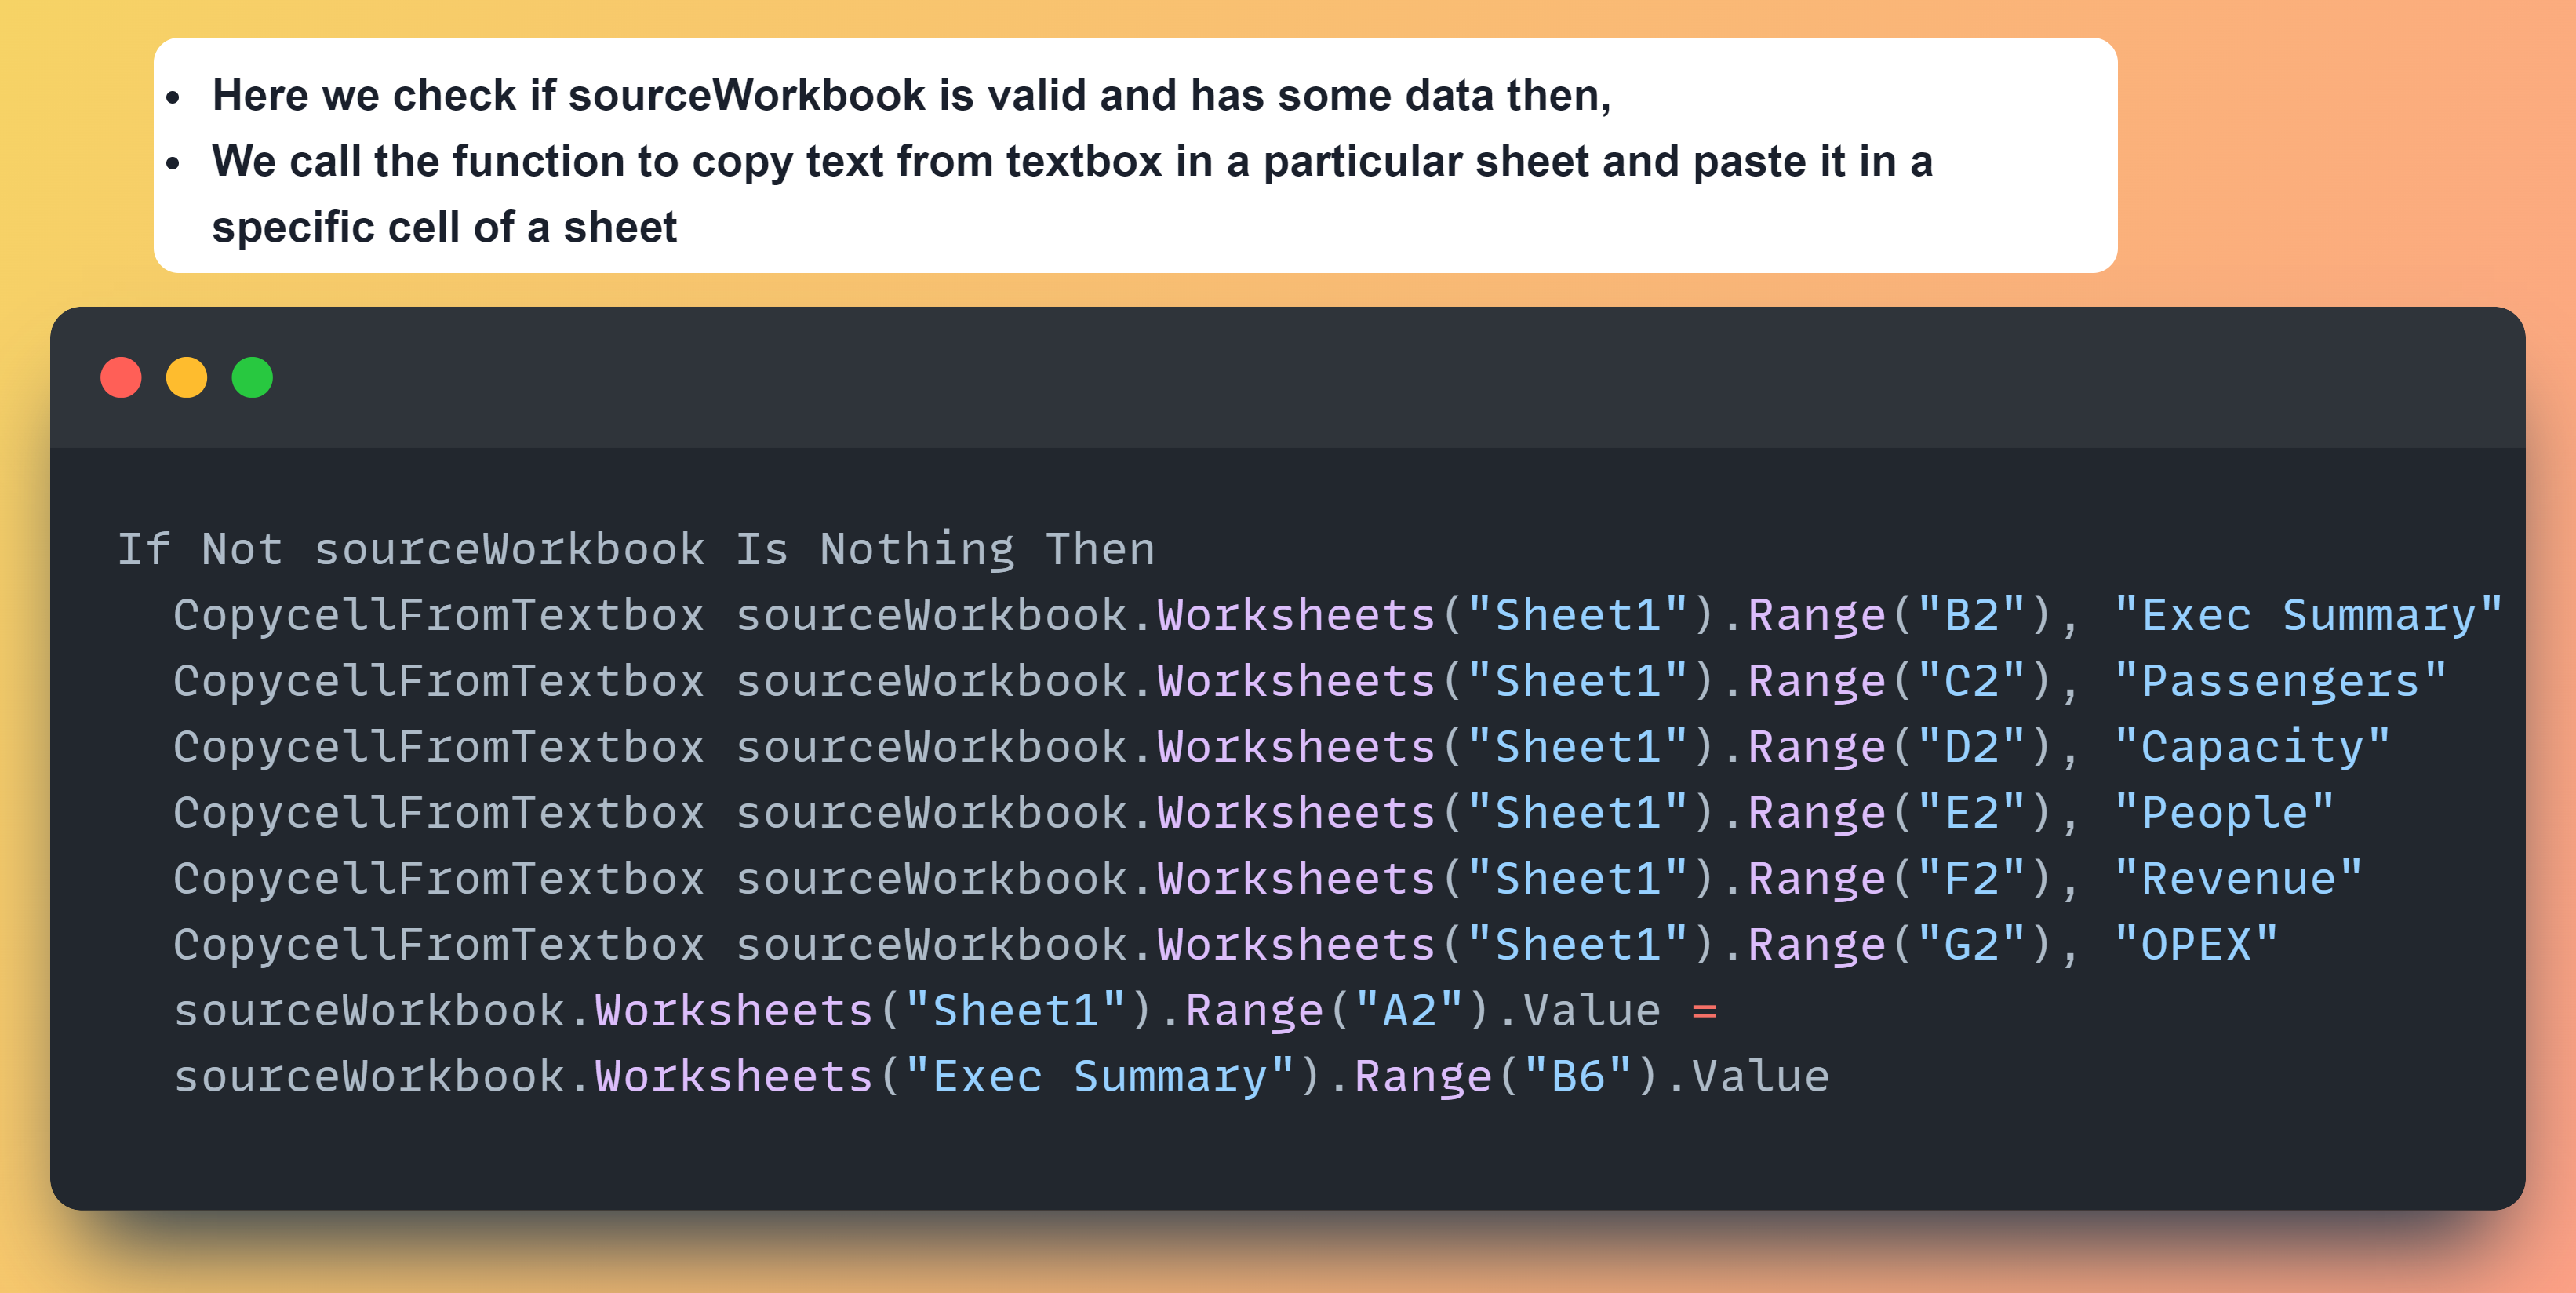 • Here we check if sourceWorkbook is valid and has some data then,
• We call the function to copy text from textbox in a particular sheet and paste it in a
specific cell of a sheet
If Not sourceWorkbook Is Nothing Then
  CopycellFromTextbox sourceWorkbook.Worksheets("Sheet1").Range("B2"), "Exec Summary"
  CopycellFromTextbox sourceWorkbook.Worksheets("Sheet1").Range("C2"), "Passengers"
  CopycellFromTextbox sourceWorkbook.Worksheets("Sheet1").Range("D2"), "Capacity"
  CopycellFromTextbox sourceWorkbook.Worksheets("Sheet1").Range("E2"), "People"
  CopycellFromTextbox sourceWorkbook.Worksheets("Sheet1").Range("F2"), "Revenue"
  CopycellFromTextbox sourceWorkbook.Worksheets("Sheet1").Range("G2"), "OPEX"
  sourceWorkbook.Worksheets("Sheet1").Range("A2").Value =
  sourceWorkbook.Worksheets("Exec Summary").Range("B6").Value